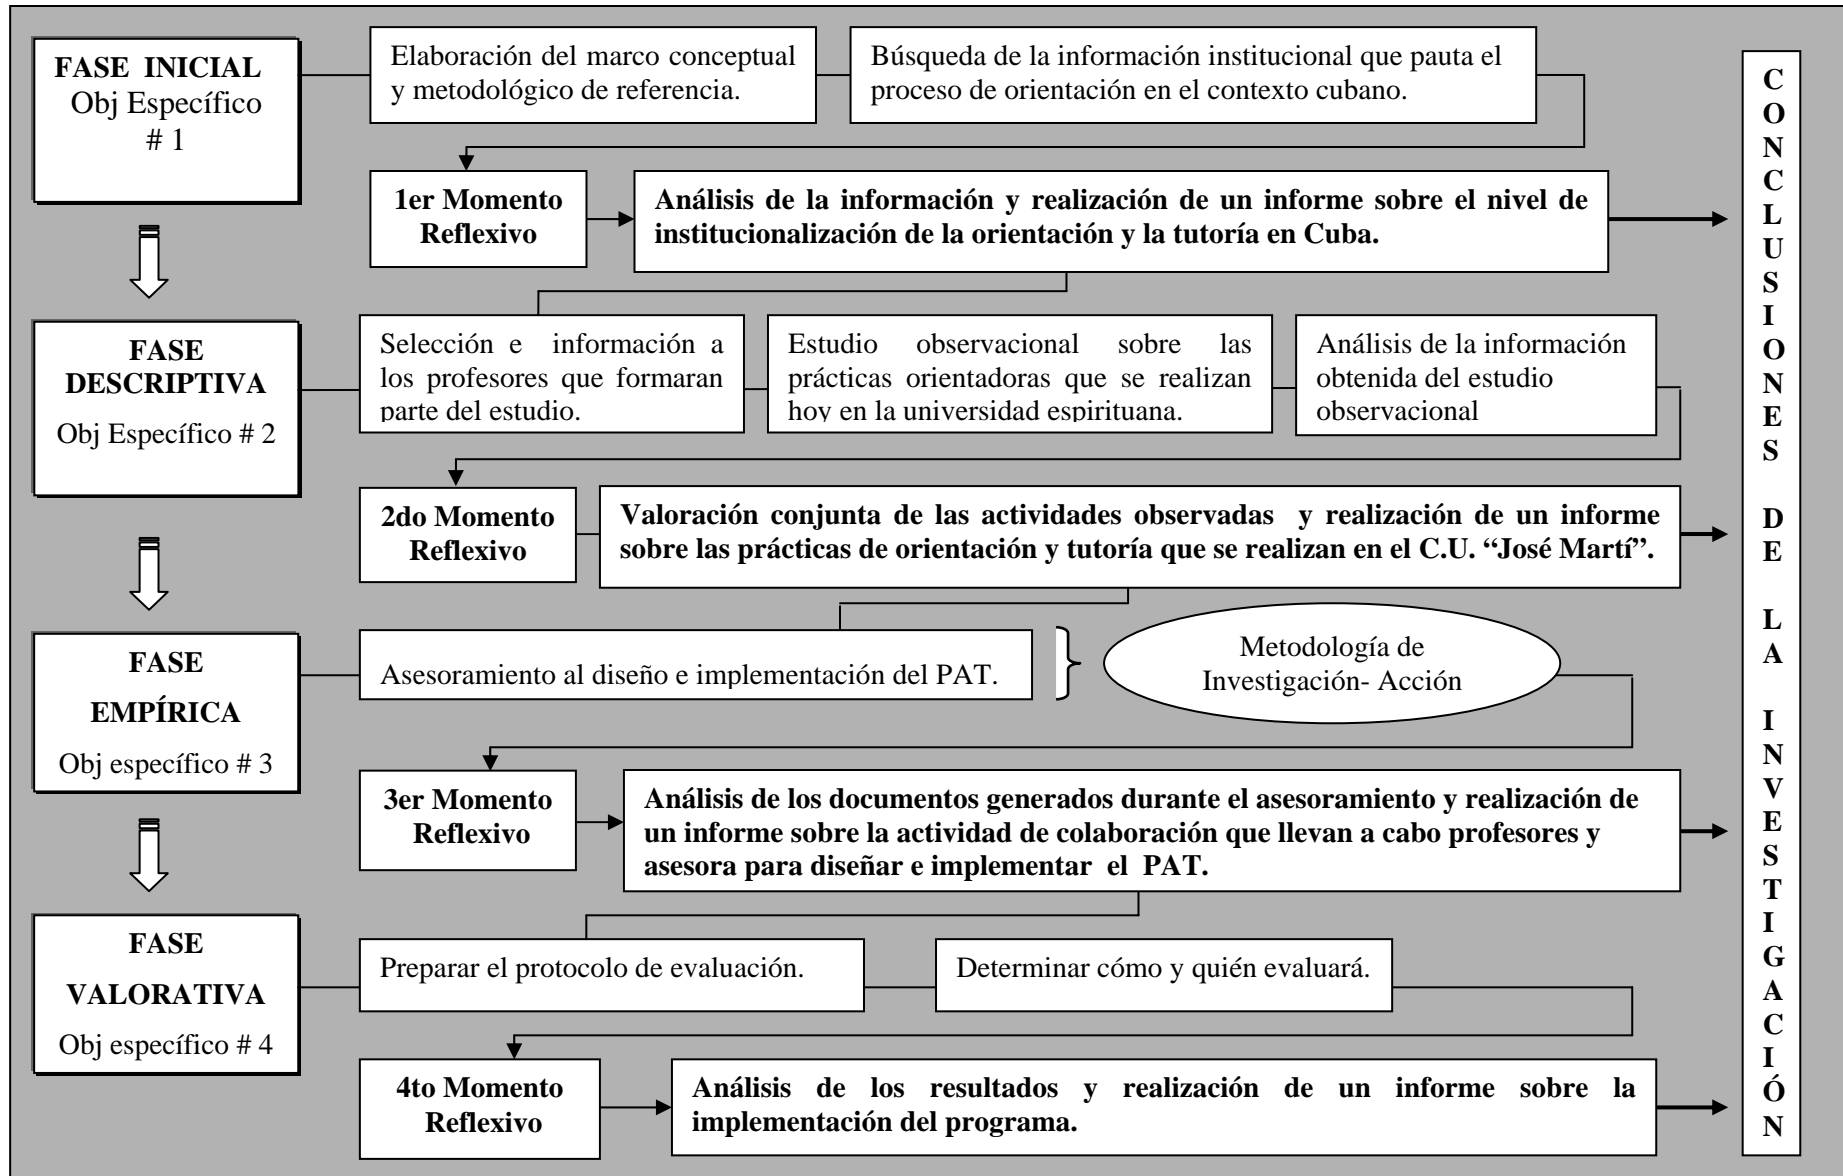 FASE INICIAL
Obj Específico
# 1
Elaboración del marco conceptual
y metodológico de referencia.
Búsqueda de la información institucional que pauta el
proceso de orientación en el contexto cubano.
1er Momento
Reflexivo
Análisis de la información y realización de un informe sobre el nivel de
institucionalización de la orientación y la tutoría en Cuba.
FASE
DESCRIPTIVA
Obj Específico # 2
Selección e información a
los profesores que formaran
parte del estudio.
Estudio observacional sobre las
prácticas orientadoras que se realizan
hoy en la universidad espirituana.
Análisis de la información
obtenida del estudio
observacional
2do Momento
Reflexivo
Valoración conjunta de las actividades observadas y realización de un informe
sobre las prácticas de orientación y tutoría que se realizan en el C.U. “José Martí”.
FASE
EMPÍRICA
Obj específico # 3
Asesoramiento al diseño e implementación del PAT.
Metodología de
Investigación- Acción
3er Momento
Reflexivo
Análisis de los documentos generados durante el asesoramiento y realización de
un informe sobre la actividad de colaboración que llevan a cabo profesores y
asesora para diseñar e implementar el PAT.
FASE
VALORATIVA
Obj específico # 4
Preparar el protocolo de evaluación.
Determinar cómo y quién evaluará.
4to Momento
Reflexivo
Análisis de los resultados y realización de un informe sobre la
implementación del programa.
CONCLUSIONES DE LA INVESTIGACIÓN